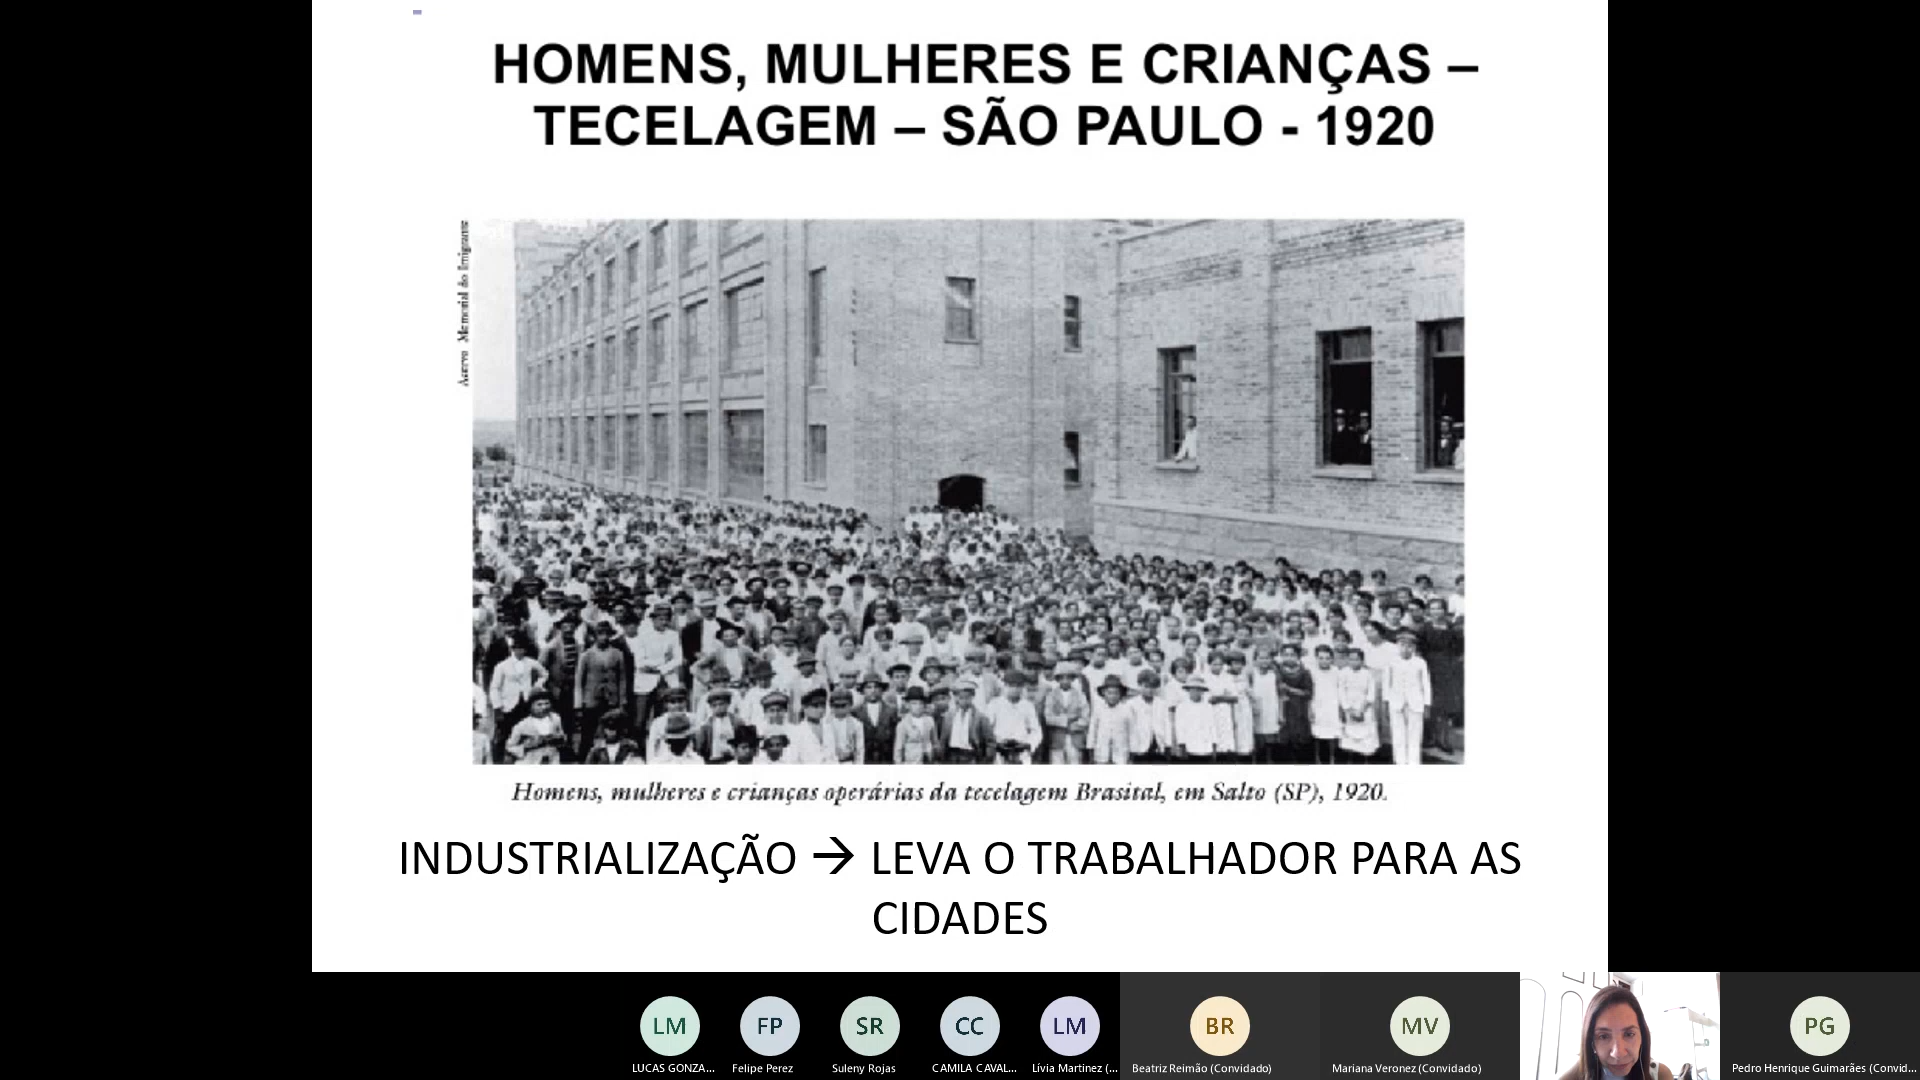 HOMENS, MULHERES E CRIANÇAS –
TECELAGEM – SÃO PAULO - 1920
Acervo Memorial do Imigrante
Homens, mulheres e crianças operárias da tecelagem Brasital, em Salto (SP), 1920.
INDUSTRIALIZAÇÃO → LEVA O TRABALHADOR PARA AS
CIDADES
LM
FP
SR
CC
LM
BR
MV
PG
LUCAS GONZA...
Felipe Perez
Suleny Rojas
CAMILA CAVAL...
Lívia Martinez (...
Beatriz Reimão (Convidado)
Mariana Veronez (Convidado)
Pedro Henrique Guimarães (Convid...